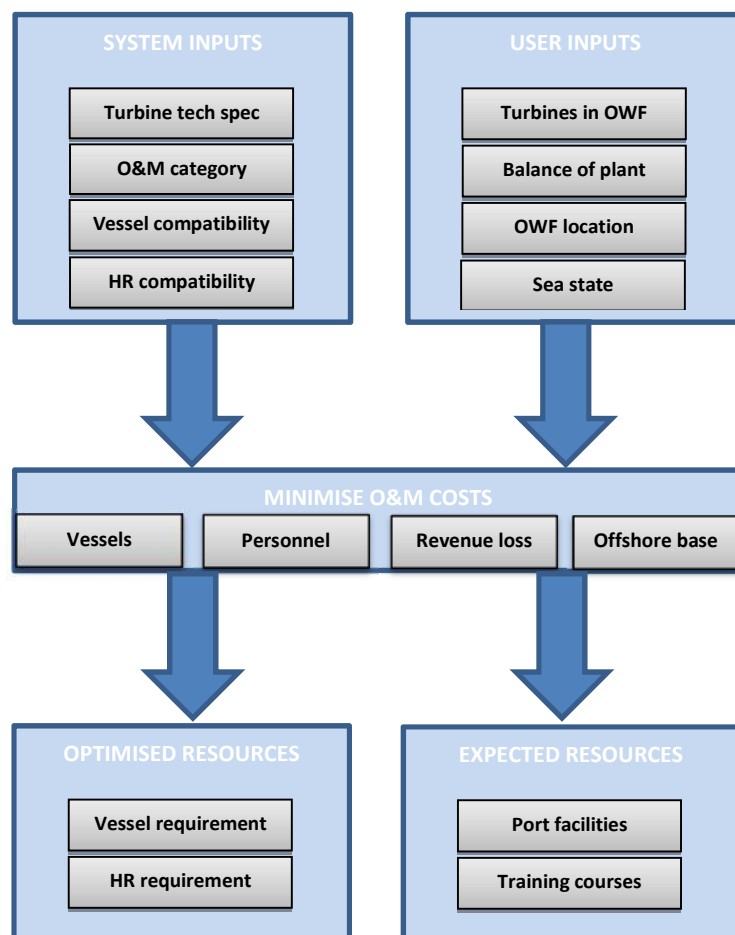 SYSTEM INPUTS
Turbine tech spec
O&M category
Vessel compatibility
HR compatibility
USER INPUTS
Turbines in OWF
Balance of plant
OWF location
Sea state
MINIMISE O&M COSTS
Vessels
Personnel
Revenue loss
Offshore base
OPTIMISED RESOURCES
Vessel requirement
HR requirement
EXPECTED RESOURCES
Port facilities
Training courses